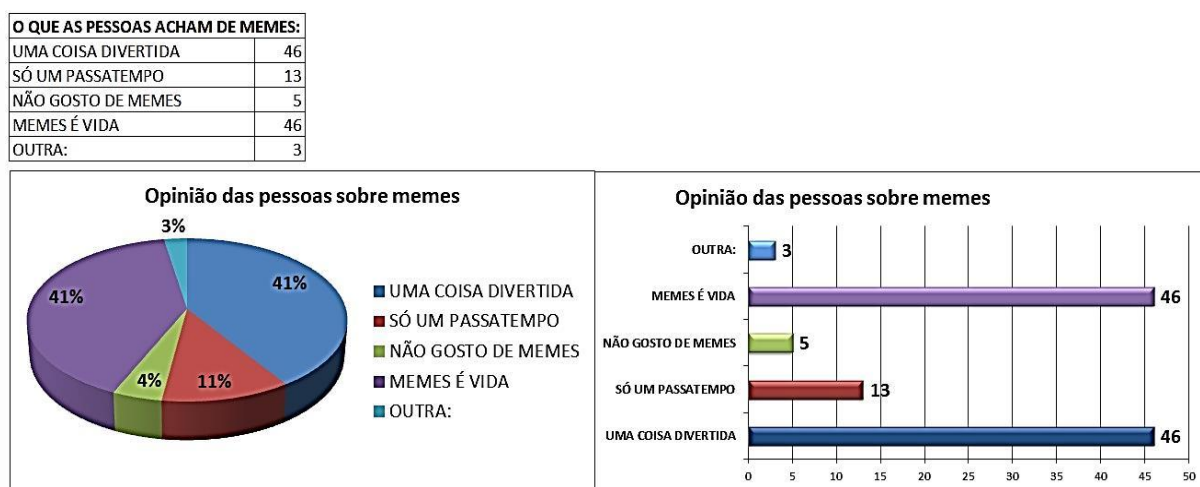 O QUE AS PESSOAS ACHAM DE MEMES:
UMA COISA DIVERTIDA 46
SÓ UM PASSATEMPO 13
NÃO GOSTO DE MEMES 5
MEMES É VIDA 46
OUTRA: 3
Opinião das pessoas sobre memes
3%
41%
41%
4%
11%
UMA COISA DIVERTIDA
SÓ UM PASSATEMPO
NÃO GOSTO DE MEMES
MEMES É VIDA
OUTRA:
Opinião das pessoas sobre memes
OUTRA: 3
MEMES É VIDA 46
NÃO GOSTO DE MEMES 5
SÓ UM PASSATEMPO 13
UMA COISA DIVERTIDA 46
0 5 10 15 20 25 30 35 40 45 50